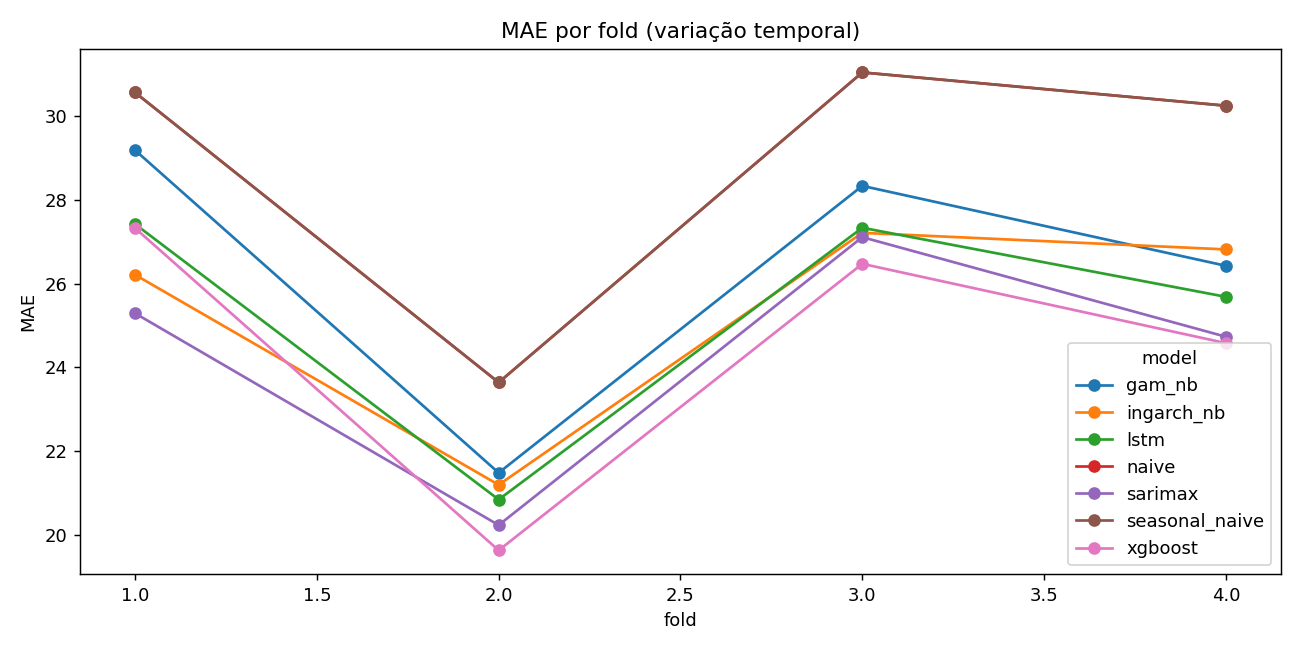 MAE por fold (variação temporal)
MAE
30
28
26
24
22
20
1.0 1.5 2.0 2.5 3.0 3.5 4.0
fold
model
gam_nb
ingarch_nb
lstm
naive
sarimax
seasonal_naive
xgboost